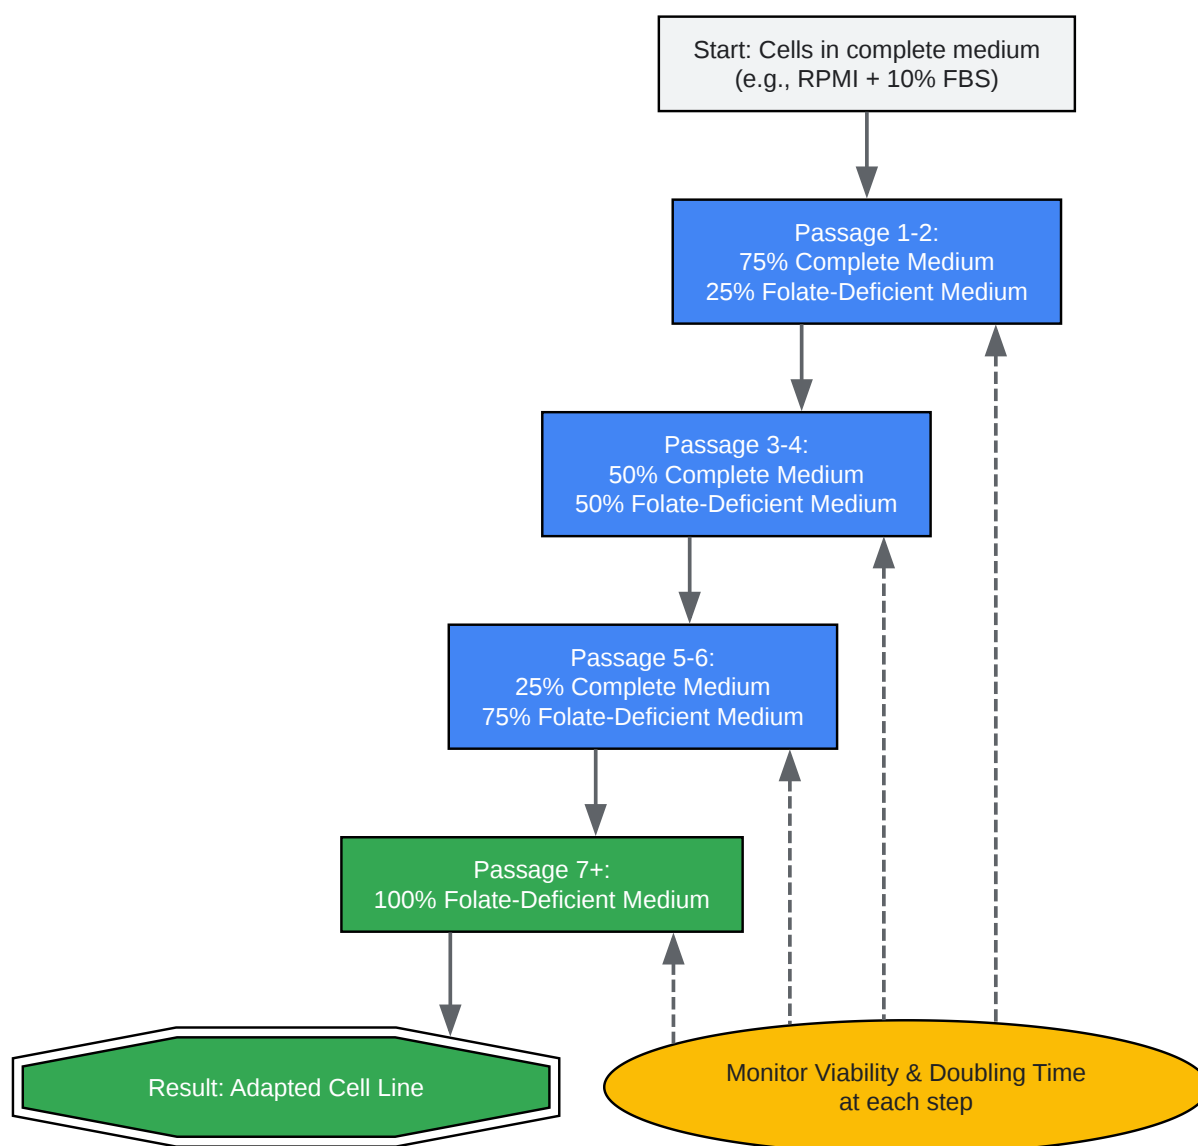 Start: Cells in complete medium
(e.g., RPMI + 10% FBS)
Passage 1-2:
75% Complete Medium
25% Folate-Deficient Medium
Passage 3-4:
50% Complete Medium
50% Folate-Deficient Medium
Passage 5-6:
25% Complete Medium
75% Folate-Deficient Medium
Passage 7+:
100% Folate-Deficient Medium
Result: Adapted Cell Line
Monitor Viability & Doubling Time
at each step